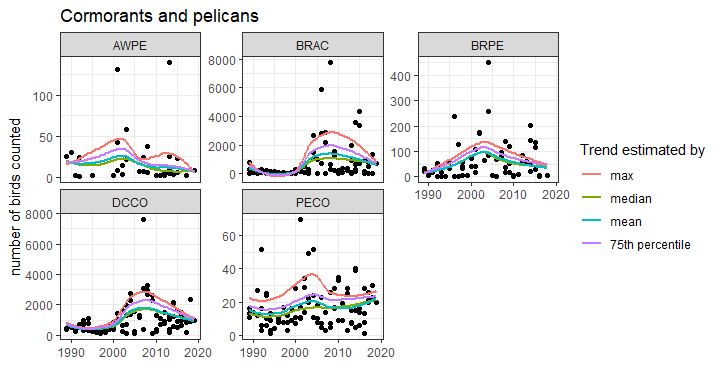 Cormorants and pelicans
AWPE
BRAC
BRPE
100
50
0
8000
6000
4000
2000
0
400
300
200
100
0
1990 2000 2010 2020
number of birds counted
Trend estimated by
max
median
mean
75th percentile
DCCO
PECO
8000
6000
4000
2000
0
60
40
20
0
1990 2000 2010 2020
1990 2000 2010 2020